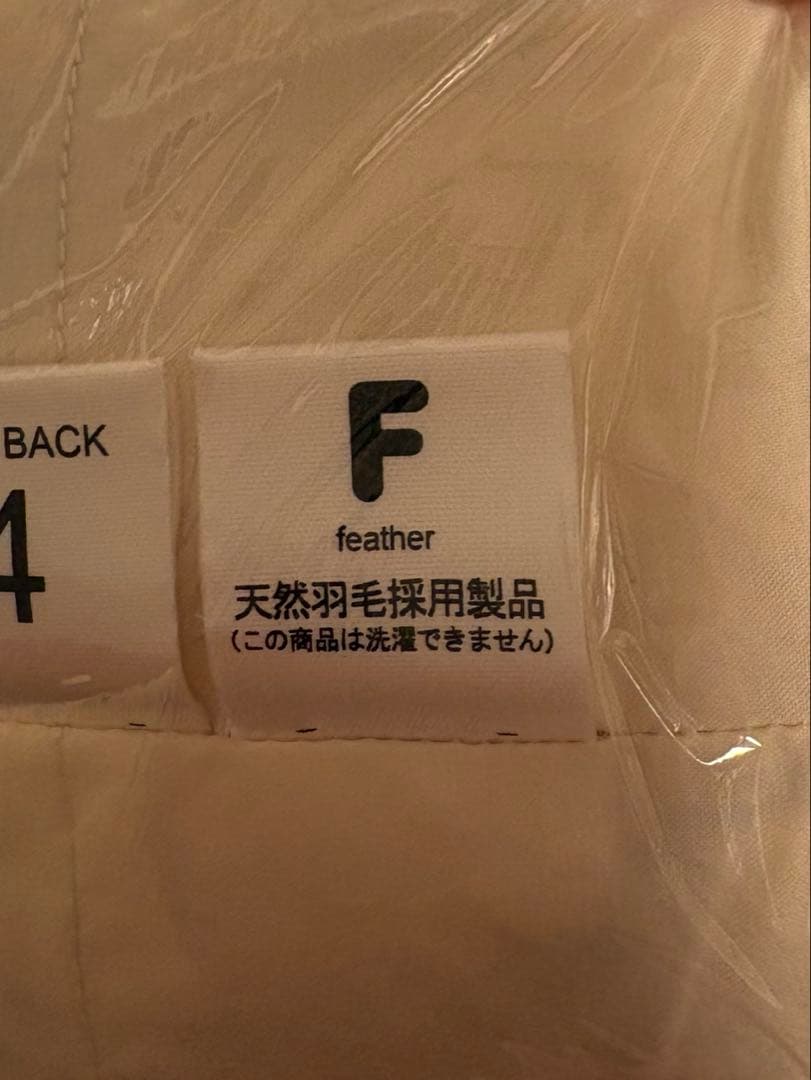 BACK
4
F
feather
天然羽毛採用製品
(この商品は洗濯できません)